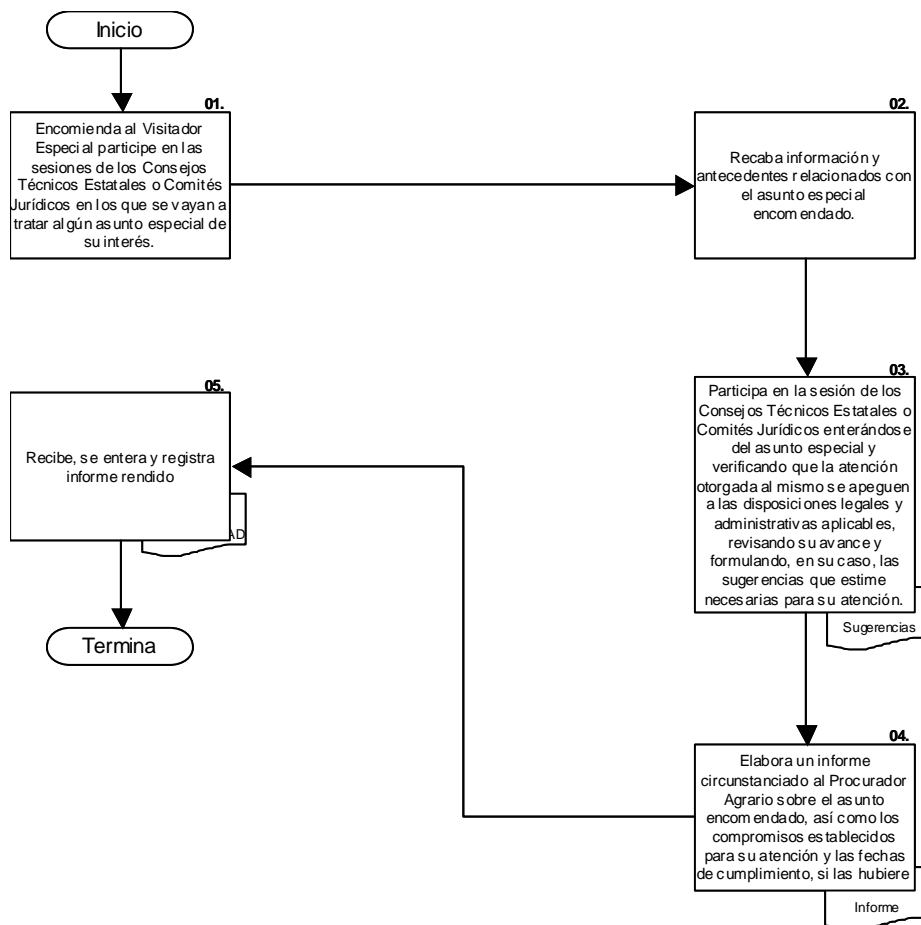 Inicio
01.
Encomienda al Visitador
Especial participe en las
sesiones de los Consejos
Técnicos Estatales o Comités
Jurídicos en los que se vayan a
tratar algún asunto especial de
su interés.
02.
Recaba información y
antecedentes relacionados con
el asunto especial
encomendado.
03.
Participa en la sesión de los
Consejos Técnicos Estatales o
Comités Jurídicos enterándose
del asunto especial y
verificando que la atención
otorgada al mismo se apeguen
a las disposiciones legales y
administrativas aplicables,
revisando su avance y
formulando, en su caso, las
sugerencias que estime
necesarias para su atención.
Sugerencias
04.
Elabora un informe
circunstanciado al Procurador
Agrario sobre el asunto
encomendado, así como los
compromisos establecidos
para su atención y las fechas
de cumplimiento, si las hubiere
Informe
05.
Recibe, se entera y registra
informe rendido
Termina